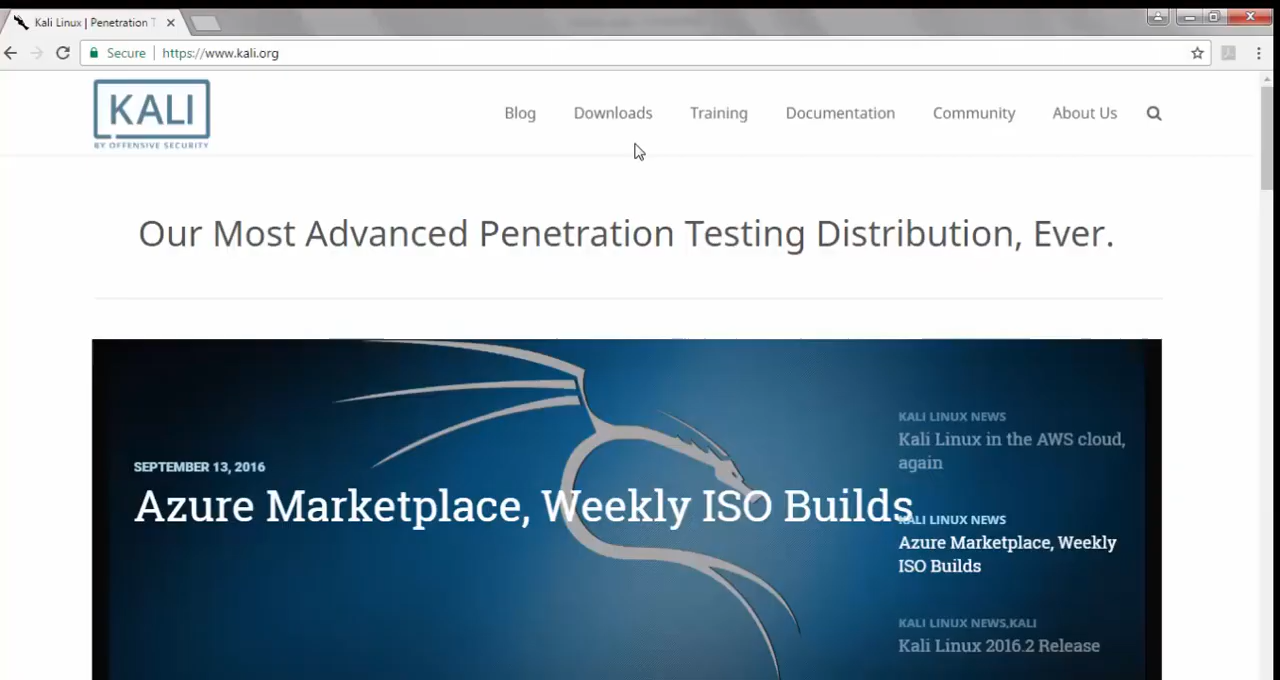 Kali Linux | Penetration T
Secure
https://www.kali.org
KALI
BY OFFENSIVE SECURITY
Blog
Downloads
Training
Documentation
Community
About Us
Our Most Advanced Penetration Testing Distribution, Ever.
SEPTEMBER 13, 2016
Azure Marketplace, Weekly ISO Builds
KALI LINUX NEWS
Kali Linux in the AWS cloud,
again
KALI LINUX NEWS
Azure Marketplace, Weekly
ISO Builds
KALI LINUX NEWS,KALI
Kali Linux 2016.2 Release